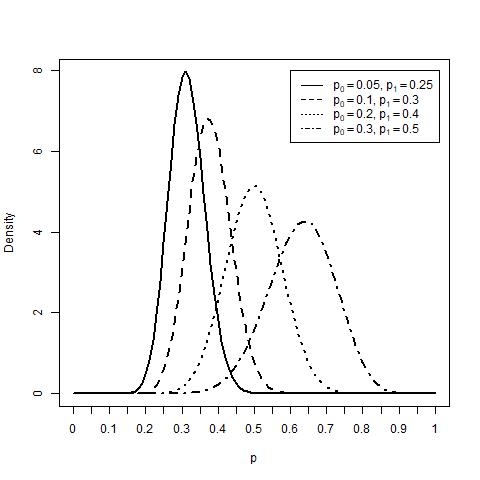 p₀=0.05, p₁=0.25
p₀=0.1, p₁=0.3
p₀=0.2, p₁=0.4
p₀=0.3, p₁=0.5
Density
8
6
4
2
0
0 0.1 0.2 0.3 0.4 0.5 0.6 0.7 0.8 0.9 1
p